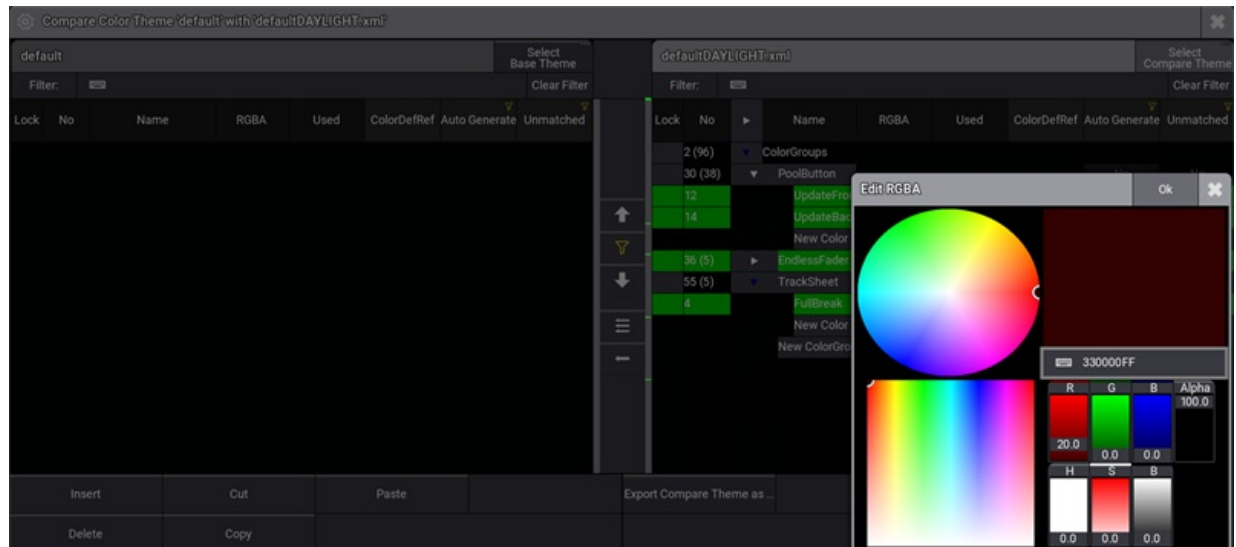 Compare Color Theme 'default' with 'defaultDAYLIGHT.xml'
default
Select
Base Theme
Filter:
Clear Filter
Lock No Name RGBA Used ColorDefRef Auto Generate Unmatched
defaultDAYLIGHT.xml
Select
Compare Theme
Filter:
Clear Filter
Lock No Name RGBA Used ColorDefRef Auto Generate Unmatched
2 (96) ColorGroups
30 (38) PoolButton
12 UpdateFro
14 UpdateBac
New Color
36 (5) EndlessFader
55 (5) TrackSheet
4 FullBreak
New Color
New ColorGro
Edit RGBA
Ok
330000FF
R G B Alpha
100.0
20.0 0.0 0.0
H S B
0.0 0.0 0.0
Insert Cut Paste
Export Compare Theme as ..
Delete Copy